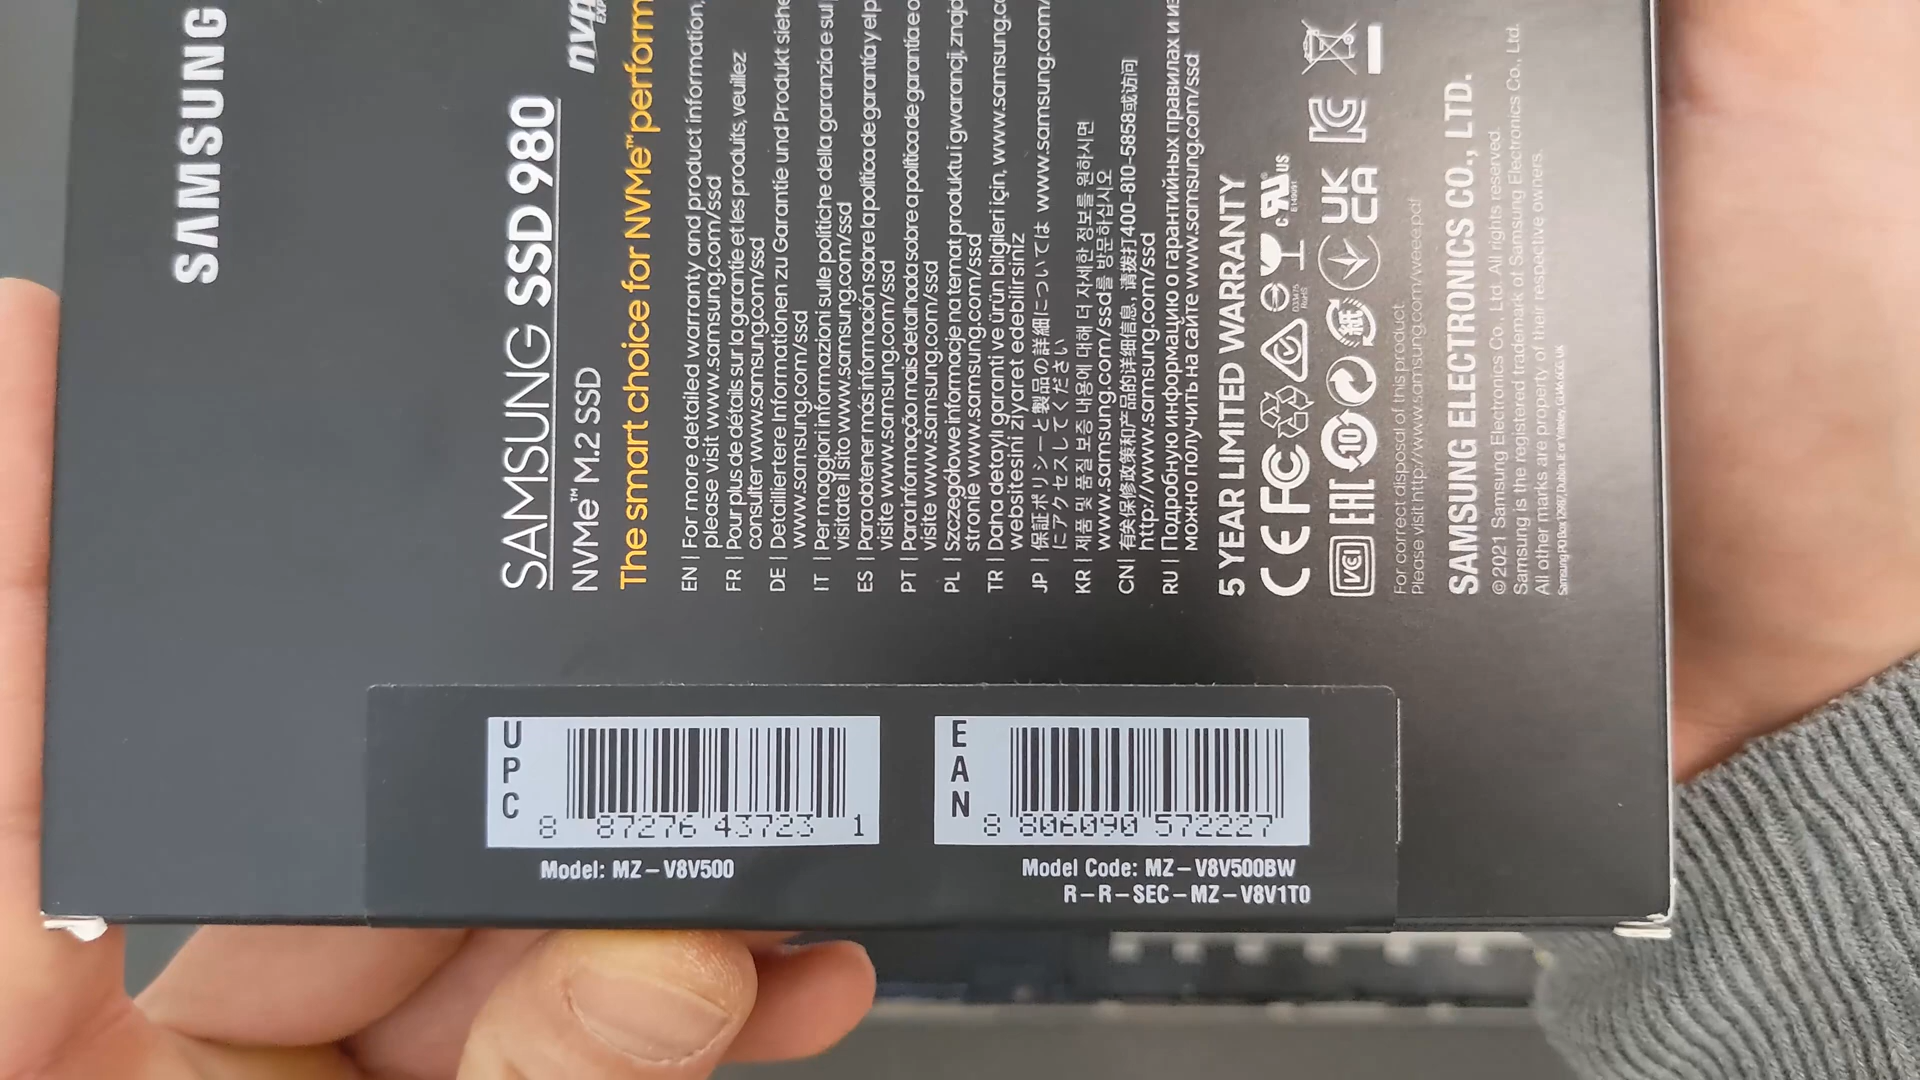 SAMSUNG
SAMSUNG SSD 980
NVMe™ M.2 SSD
The smart choice for NVMe™ perform
EN | For more detailed warranty and product information,
please visit www.samsung.com/ssd
FR | Pour plus de détails sur la garantie et les produits, veuillez
consulter www.samsung.com/ssd
DE | Detailliertere Informationen zu Garantie und Produkt siehe
www.samsung.com/ssd
IT | Per maggiori informazioni sulle politiche della garanzia e sul
visitate il sito www.samsung.com/ssd
ES | Para obtener más información sobre la política de garantía y el p
visite www.samsung.com/ssd
PT | Para informação mais detalhada sobre a política de garantia e o
visite www.samsung.com/ssd
PL | Szczegółowe informacje na temat produktu i gwarancji, znajd
stronie www.samsung.com/ssd
TR | Daha detaylı garanti ve ürün bilgileri için, www.samsung.co
websitesini ziyaret edebilirsiniz
JP | 保証ポリシーと製品の詳細については www.samsung.com/
にアクセスしてください
KR | 제품 및 품질 보증 내용에 대해 더 자세한 정보를 원하시면
www.samsung.com/ssd를 방문하십시오
CN | 有关保修政策和产品的详细信息, 请拨打400-810-5858或访问
http://www.samsung.com/ssd
RU | Подробную информацию о гарантийных правилах и из
можно получить на сайте www.samsung.com/ssd
5 YEAR LIMITED WARRANTY
CE FC D33475 RoHS c RU US E149091
VCI EAC 10 紙 UK CA
For correct disposal of this product.
Please visit http://www.samsung.com/weee.pdf
SAMSUNG ELECTRONICS CO., LTD.
©2021 Samsung Electronics Co., Ltd. All rights reserved.
Samsung is the registered trademark of Samsung Electronics Co., Ltd.
All other marks are property of their respective owners.
UPC
8 87276 43723 1
Model: MZ-V8V500
EAN
8 806090 572227
Model Code: MZ-V8V500BW
R-R-SEC-MZ-V8V1T0